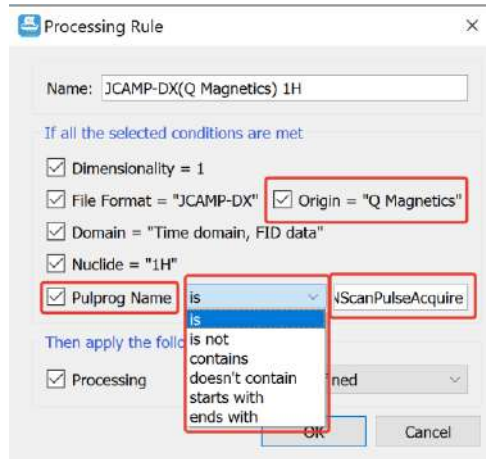 Processing Rule
Name: JCAMP-DX(Q Magnetics) 1H
If all the selected conditions are met
Dimensionality = 1
File Format = "JCAMP-DX" Origin = "Q Magnetics"
Domain = "Time domain, FID data"
Nuclide = "1H"
Pulprog Name is ScanPulseAcquire
is
is not
Then apply the follo
contains
Processing doesn't contain ned
starts with
ends with
OK Cancel